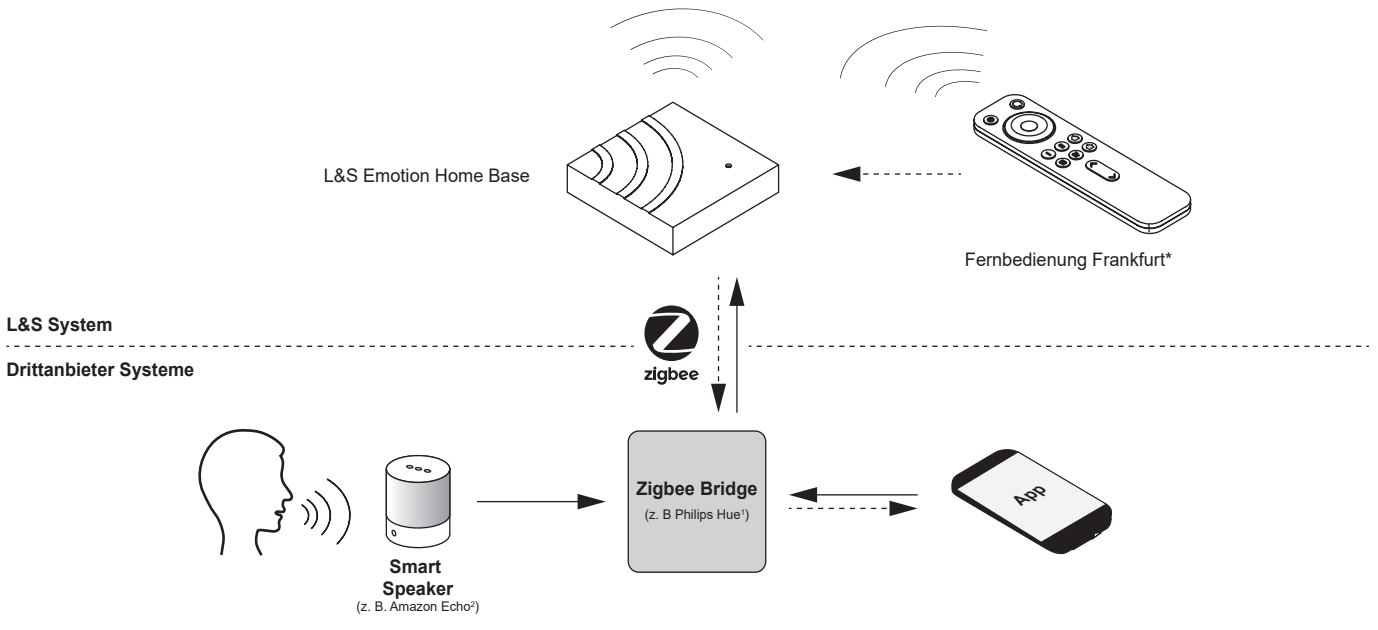 L&S Emotion Home Base
Fernbedienung Frankfurt*
L&S System
zigbee
Drittanbieter Systeme
Zigbee Bridge
(z. B Philips Hue¹)
App
Smart
Speaker
(z. B. Amazon Echo²)